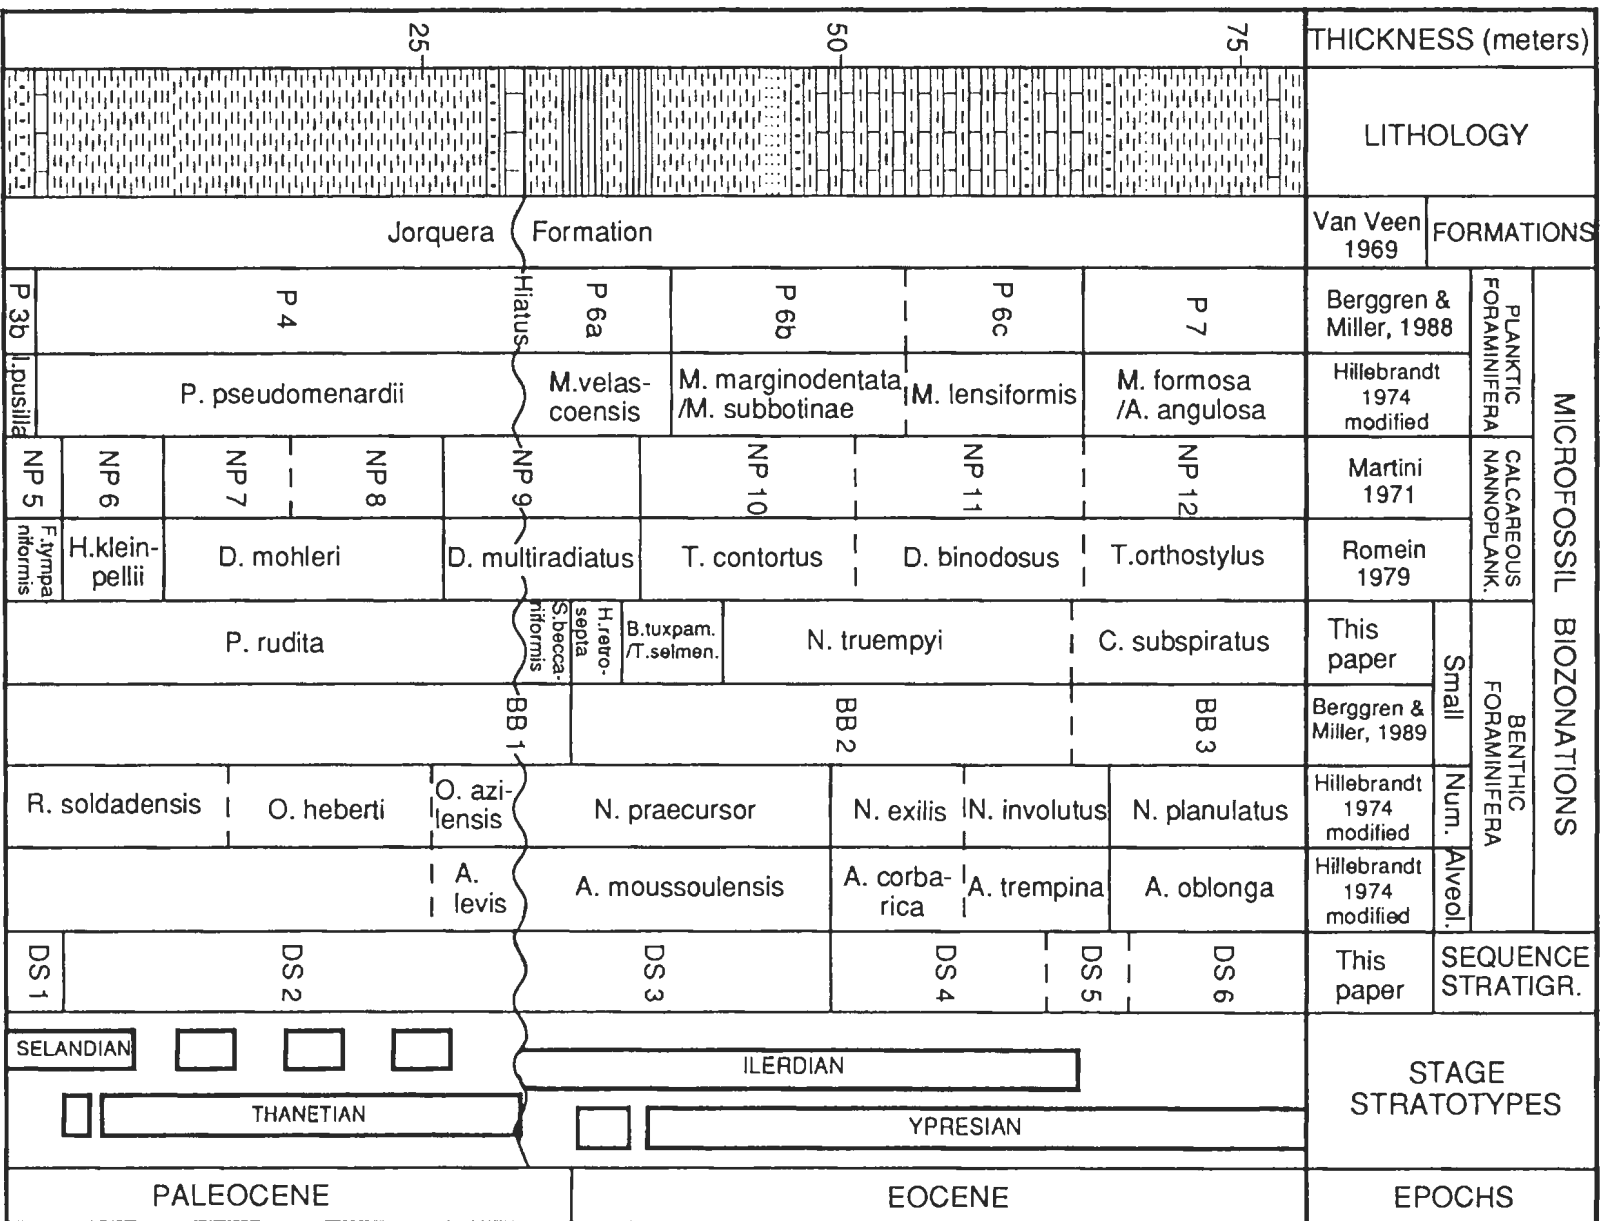 25
50
75
THICKNESS (meters)
LITHOLOGY
Jorquera
Formation
Van Veen
1969
FORMATIONS
P 3b
P 4
Hiatus
P 6a
P 6b
P 6c
P 7
Berggren &
Miller, 1988
PLANKTIC
FORAMINIFERA
I.pusilla
P. pseudomenardii
M.velas-
coensis
M. marginodentata
/M. subbotinae
M. lensiformis
M. formosa
/A. angulosa
Hillebrandt
1974
modified
NP 5
NP 6
NP 7
NP 8
NP 9
NP 10
NP 11
NP 12
Martini
1971
CALCAREOUS
NANNOPLANK.
F.tympa
niformis
H.klein-
pellii
D. mohleri
D. multiradiatus
T. contortus
D. binodosus
T.orthostylus
Romein
1979
MICROFOSSIL BIOZONATIONS
P. rudita
S.becca-
riiformis
H.retro-
septa
B.tuxpam.
/T.selmen.
N. truempyi
C. subspiratus
This
paper
Small
BENTHIC
FORAMINIFERA
BB 1
BB 2
BB 3
Berggren &
Miller, 1989
R. soldadensis
O. heberti
O. azi-
lensis
N. praecursor
N. exilis
N. involutus
N. planulatus
Hillebrandt
1974
modified
Num.
A.
levis
A. moussoulensis
A. corba-
rica
A. trempina
A. oblonga
Hillebrandt
1974
modified
Alveol.
DS 1
DS 2
DS 3
DS 4
DS 5
DS 6
This
paper
SEQUENCE
STRATIGR.
SELANDIAN
ILERDIAN
THANETIAN
YPRESIAN
STAGE
STRATOTYPES
PALEOCENE
EOCENE
EPOCHS